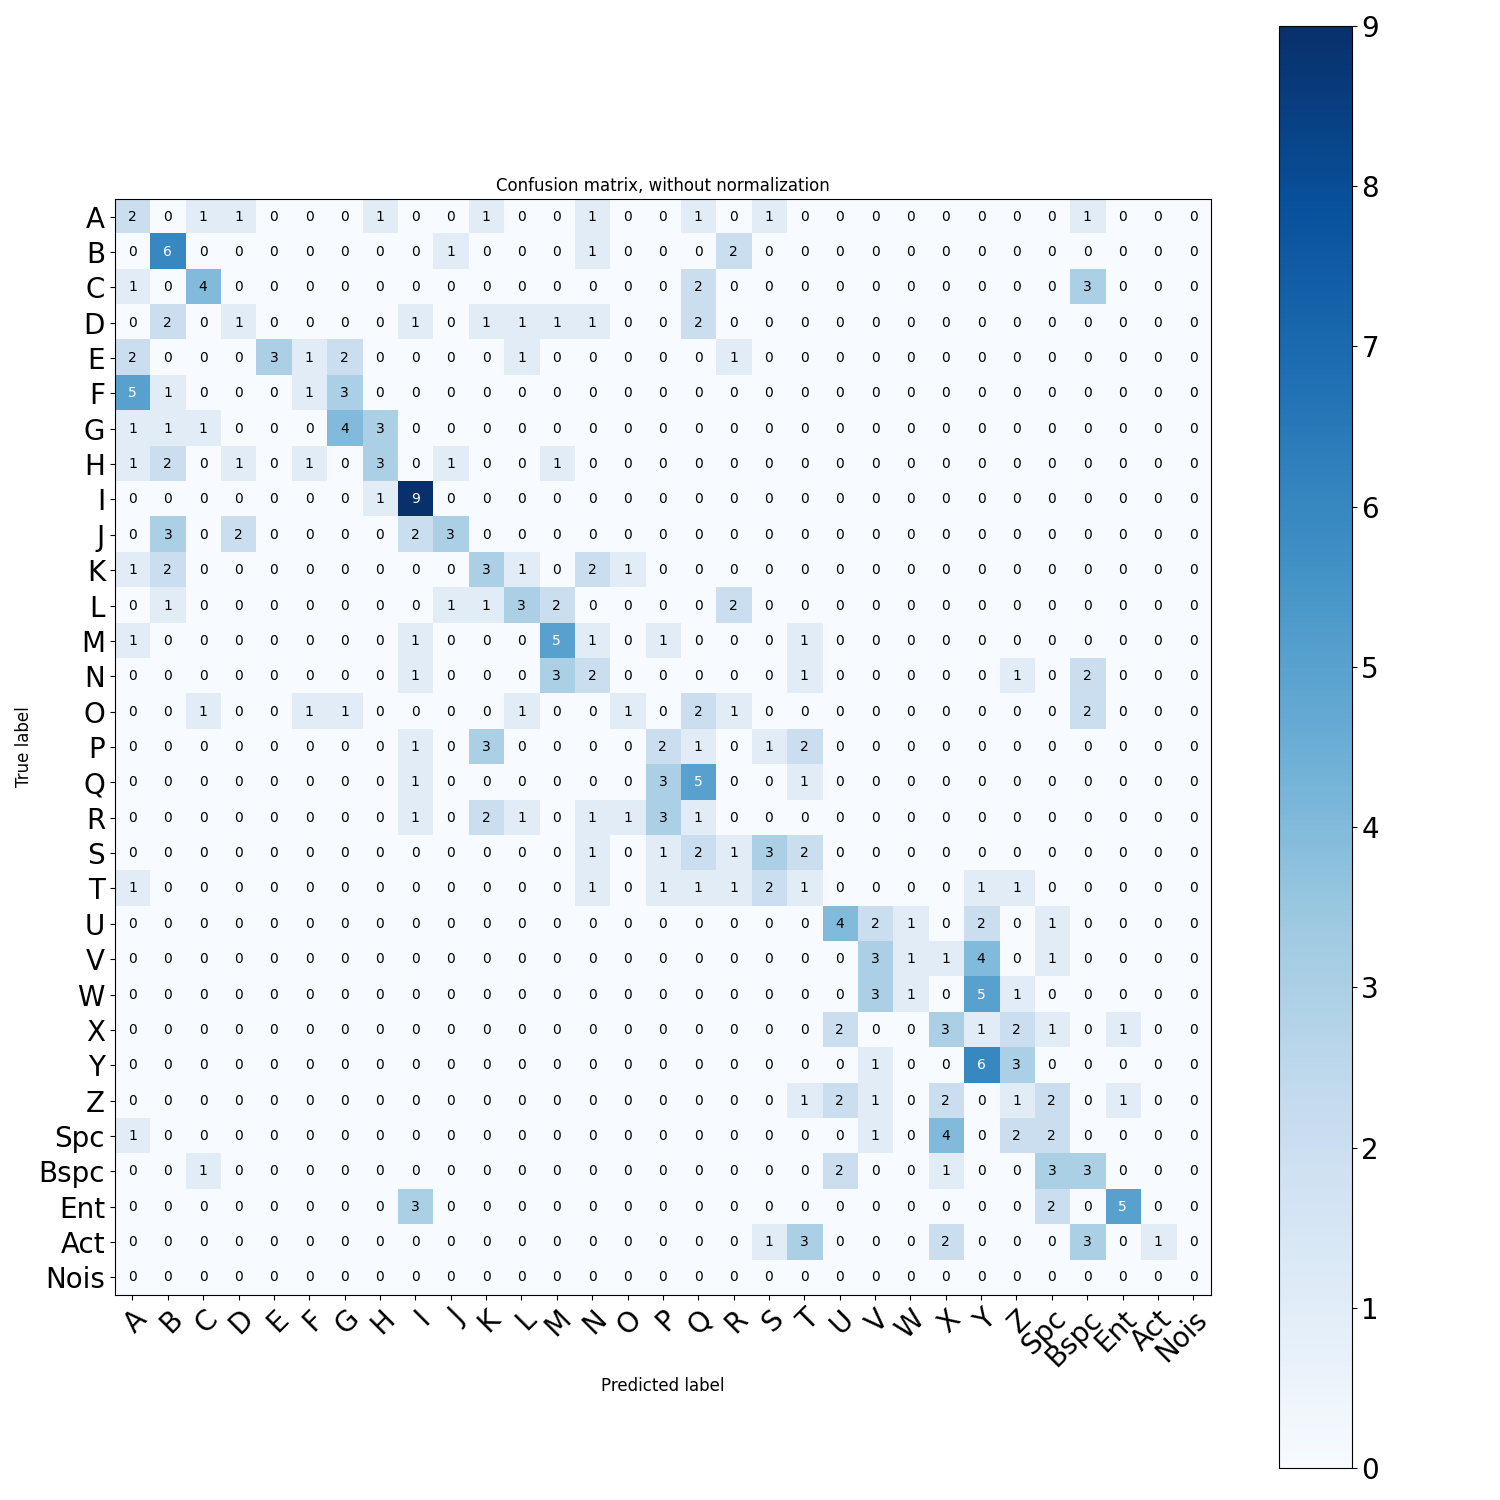 Confusion matrix, without normalization
A 2 0 1 1 0 0 0 1 0 0 1 0 0 1 0 0 1 0 1 0 0 0 0 0 0 0 0 1 0 0 0
B 0 6 0 0 0 0 0 0 0 1 0 0 0 1 0 0 0 2 0 0 0 0 0 0 0 0 0 0 0 0 0
C 1 0 4 0 0 0 0 0 0 0 0 0 0 0 0 0 2 0 0 0 0 0 0 0 0 0 0 3 0 0 0
D 0 2 0 1 0 0 0 0 1 0 1 1 1 1 0 0 2 0 0 0 0 0 0 0 0 0 0 0 0 0 0
E 2 0 0 0 3 1 2 0 0 0 0 1 0 0 0 0 0 1 0 0 0 0 0 0 0 0 0 0 0 0 0
F 5 1 0 0 0 1 3 0 0 0 0 0 0 0 0 0 0 0 0 0 0 0 0 0 0 0 0 0 0 0 0
G 1 1 1 0 0 0 4 3 0 0 0 0 0 0 0 0 0 0 0 0 0 0 0 0 0 0 0 0 0 0 0
H 1 2 0 1 0 1 0 3 0 1 0 0 1 0 0 0 0 0 0 0 0 0 0 0 0 0 0 0 0 0 0
I 0 0 0 0 0 0 0 1 9 0 0 0 0 0 0 0 0 0 0 0 0 0 0 0 0 0 0 0 0 0 0
J 0 3 0 2 0 0 0 0 2 3 0 0 0 0 0 0 0 0 0 0 0 0 0 0 0 0 0 0 0 0 0
K 1 2 0 0 0 0 0 0 0 0 3 1 0 2 1 0 0 0 0 0 0 0 0 0 0 0 0 0 0 0 0
L 0 1 0 0 0 0 0 0 0 1 1 3 2 0 0 0 0 2 0 0 0 0 0 0 0 0 0 0 0 0 0
M 1 0 0 0 0 0 0 0 1 0 0 0 5 1 0 1 0 0 0 1 0 0 0 0 0 0 0 0 0 0 0
N 0 0 0 0 0 0 0 0 1 0 0 0 3 2 0 0 0 0 0 1 0 0 0 0 0 1 0 2 0 0 0
O 0 0 1 0 0 1 1 0 0 0 0 1 0 0 1 0 2 1 0 0 0 0 0 0 0 0 0 2 0 0 0
P 0 0 0 0 0 0 0 0 1 0 3 0 0 0 0 2 1 0 1 2 0 0 0 0 0 0 0 0 0 0 0
Q 0 0 0 0 0 0 0 0 1 0 0 0 0 0 0 3 5 0 0 1 0 0 0 0 0 0 0 0 0 0 0
R 0 0 0 0 0 0 0 0 1 0 2 1 0 1 1 3 1 0 0 0 0 0 0 0 0 0 0 0 0 0 0
S 0 0 0 0 0 0 0 0 0 0 0 0 0 1 0 1 2 1 3 2 0 0 0 0 0 0 0 0 0 0 0
T 1 0 0 0 0 0 0 0 0 0 0 0 0 1 0 1 1 1 2 1 0 0 0 0 1 1 0 0 0 0 0
U 0 0 0 0 0 0 0 0 0 0 0 0 0 0 0 0 0 0 0 0 4 2 1 0 2 0 1 0 0 0 0
V 0 0 0 0 0 0 0 0 0 0 0 0 0 0 0 0 0 0 0 0 0 3 1 1 4 0 1 0 0 0 0
W 0 0 0 0 0 0 0 0 0 0 0 0 0 0 0 0 0 0 0 0 0 3 1 0 5 1 0 0 0 0 0
X 0 0 0 0 0 0 0 0 0 0 0 0 0 0 0 0 0 0 0 0 2 0 0 3 1 2 1 0 1 0 0
Y 0 0 0 0 0 0 0 0 0 0 0 0 0 0 0 0 0 0 0 0 0 1 0 0 6 3 0 0 0 0 0
Z 0 0 0 0 0 0 0 0 0 0 0 0 0 0 0 0 0 0 0 1 2 1 0 2 0 1 2 0 1 0 0
Spc 1 0 0 0 0 0 0 0 0 0 0 0 0 0 0 0 0 0 0 0 0 1 0 4 0 2 2 0 0 0 0
Bspc 0 0 1 0 0 0 0 0 0 0 0 0 0 0 0 0 0 0 0 0 2 0 0 1 0 0 3 3 0 0 0
Ent 0 0 0 0 0 0 0 0 3 0 0 0 0 0 0 0 0 0 0 0 0 0 0 0 0 0 2 0 5 0 0
Act 0 0 0 0 0 0 0 0 0 0 0 0 0 0 0 0 0 0 1 3 0 0 0 2 0 0 0 3 0 1 0
Nois 0 0 0 0 0 0 0 0 0 0 0 0 0 0 0 0 0 0 0 0 0 0 0 0 0 0 0 0 0 0 0
A B C D E F G H I J K L M N O P Q R S T U V W X Y Z Spc Bspc Ent Act Nois
Predicted label
True label
9
8
7
6
5
4
3
2
1
0